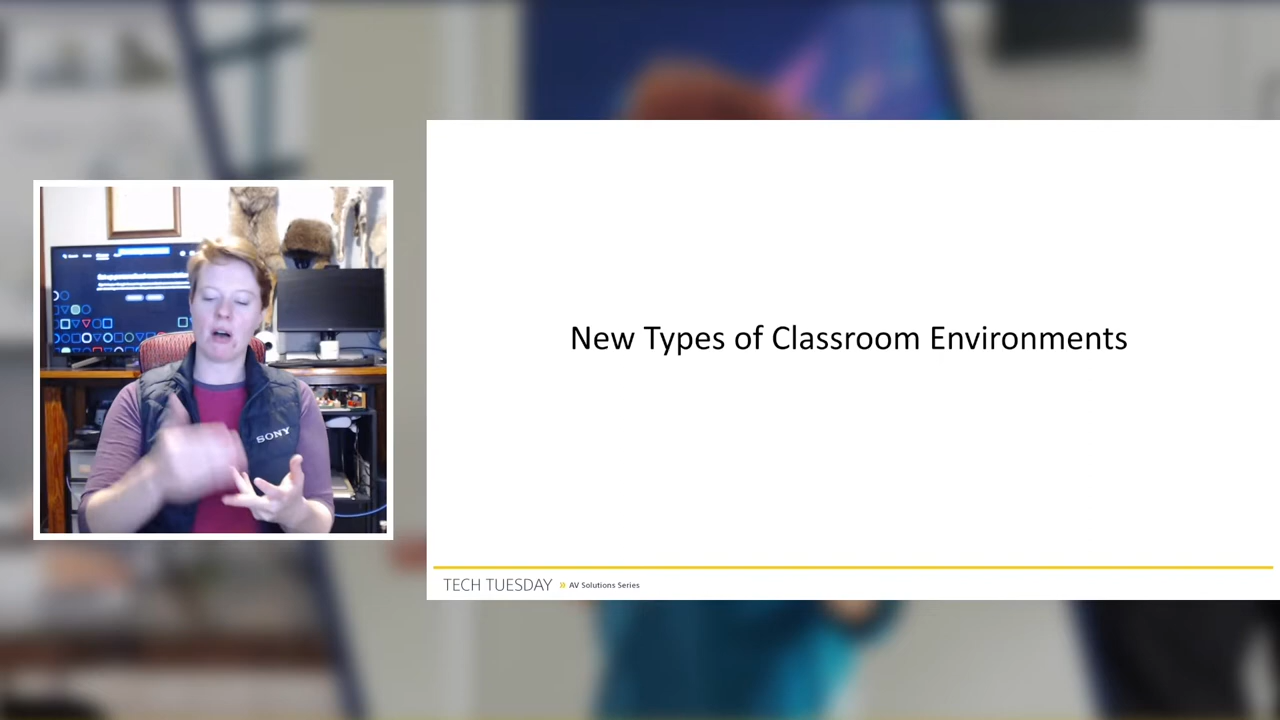 SONY
New Types of Classroom Environments
TECH TUESDAY » AV Solutions Series